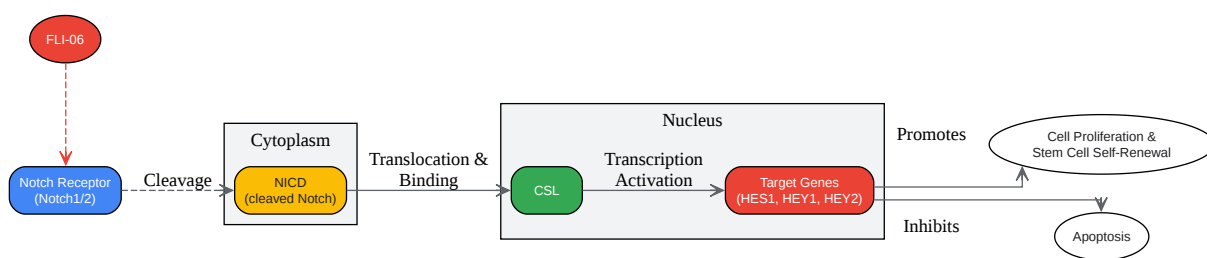 FLI-06
Notch Receptor
(Notch1/2)
Cleavage
Cytoplasm
NICD
(cleaved Notch)
Translocation &
Binding
Nucleus
CSL
Transcription
Activation
Target Genes
(HES1, HEY1, HEY2)
Promotes
Cell Proliferation &
Stem Cell Self-Renewal
Inhibits
Apoptosis